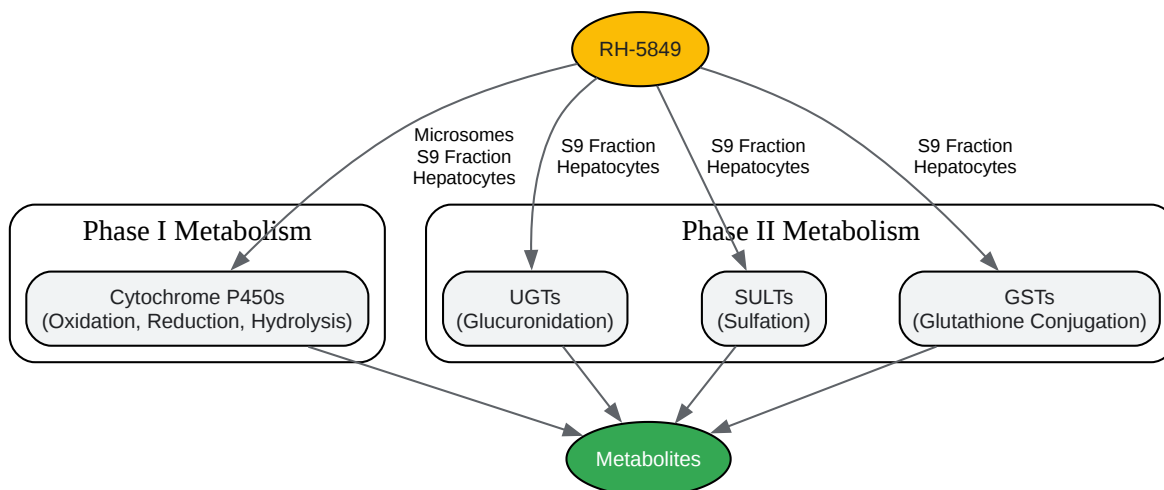 RH-5849
Microsomes
S9 Fraction
Hepatocytes
S9 Fraction
Hepatocytes
S9 Fraction
Hepatocytes
S9 Fraction
Hepatocytes
Phase I Metabolism
Phase II Metabolism
Cytochrome P450s
(Oxidation, Reduction, Hydrolysis)
UGTs
(Glucuronidation)
SULTs
(Sulfation)
GSTs
(Glutathione Conjugation)
Metabolites